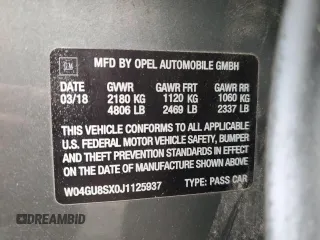 GM
MFD BY OPEL AUTOMOBILE GMBH
DATE GVWR GAWR FRT GAWR RR
03/18 2180 KG 1120 KG 1060 KG
4806 LB 2469 LB 2337 LB
THIS VEHICLE CONFORMS TO ALL APPLICABLE
U.S. FEDERAL MOTOR VEHICLE SAFETY, BUMPER
AND THEFT PREVENTION STANDARDS IN EFFECT
ON THE DATE OF MANUFACTURE SHOWN ABOVE
W04GU8SX0J1125937 TYPE: PASS CAR
DREAMBID